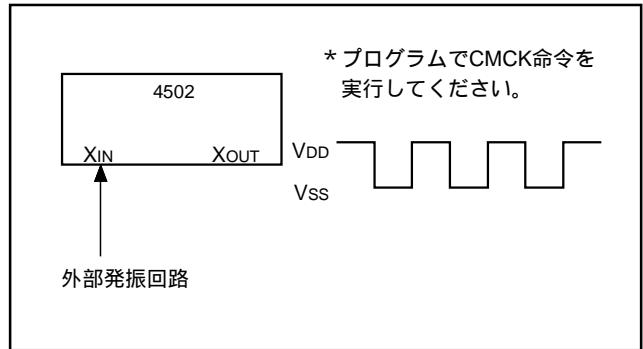 *プログラムでCMCK命令を
実行してください。
4502
XIN
XOUT
VDD
VSS
外部発振回路